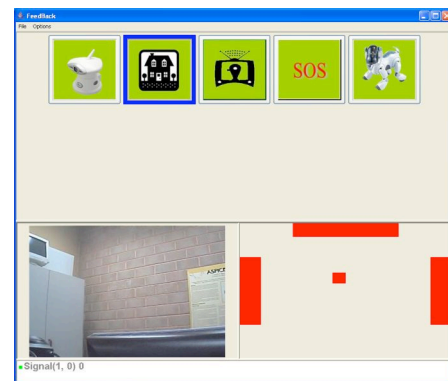 FeedBack
File Options
SOS
ASPICE
Signal(1, 0) 0